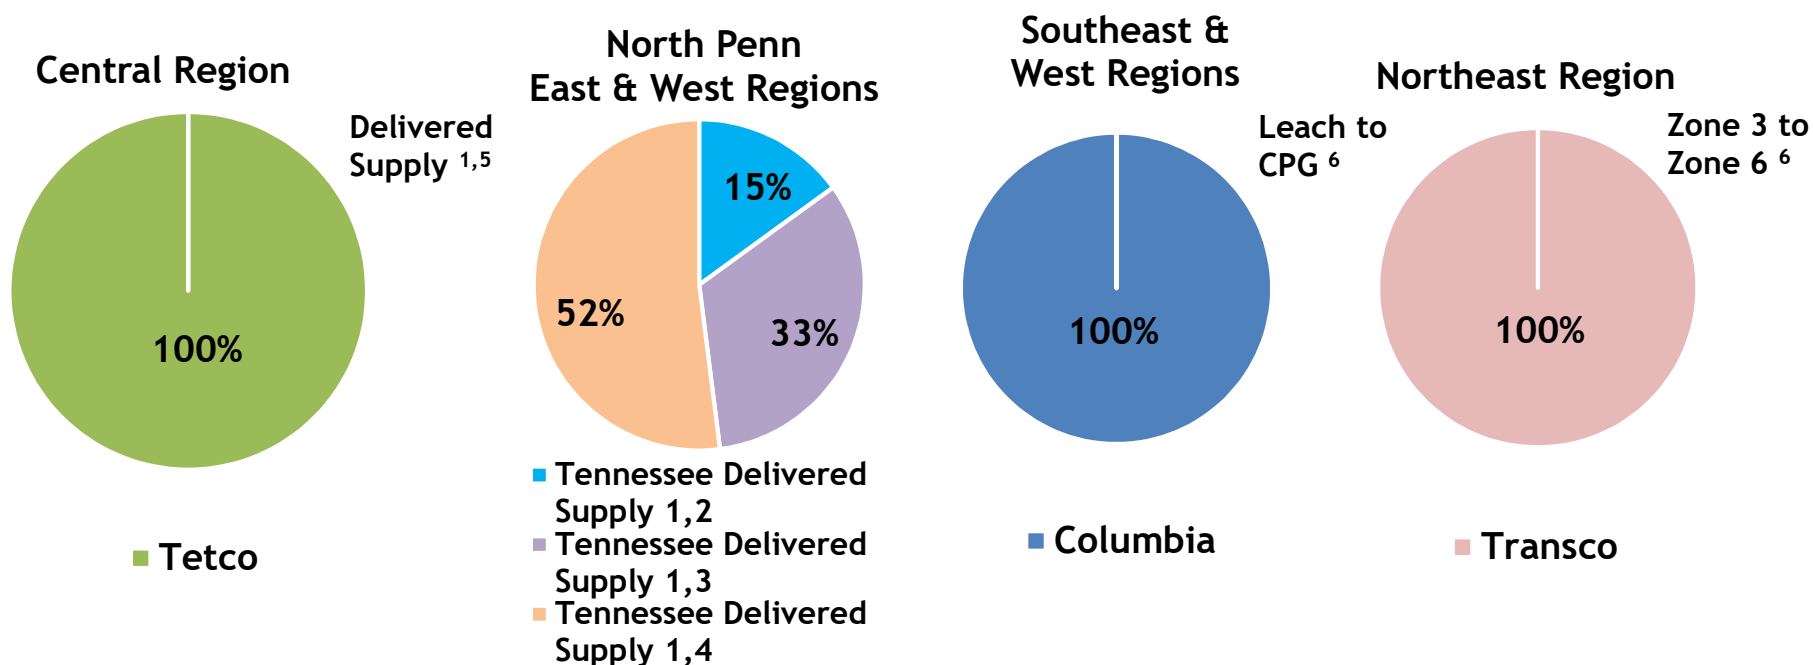 Central Region
Delivered
Supply 1,5
100%
Tetco
North Penn
East & West Regions
15%
33%
52%
Tennessee Delivered
Supply 1,2
Tennessee Delivered
Supply 1,3
Tennessee Delivered
Supply 1,4
Southeast &
West Regions
Leach to
CPG 6
100%
Columbia
Northeast Region
Zone 3 to
Zone 6 6
100%
Transco